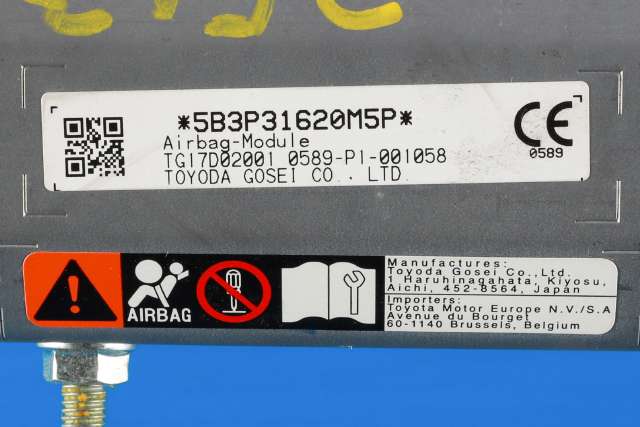 *5B3P31620M5P*
Airbag-Module
TG17D02001 0589-P1-001058
TOYODA GOSEI CO., LTD.
CE
0589
AIRBAG
Manufactures:
Toyoda Gosei Co.,Ltd.
1 Haruhinagahata, Kiyosu,
Aichi, 452-8564, Japan
Importers:
Toyota Motor Europe N.V./S.A
Avenue du Bourget
60-1140 Brussels, Belgium